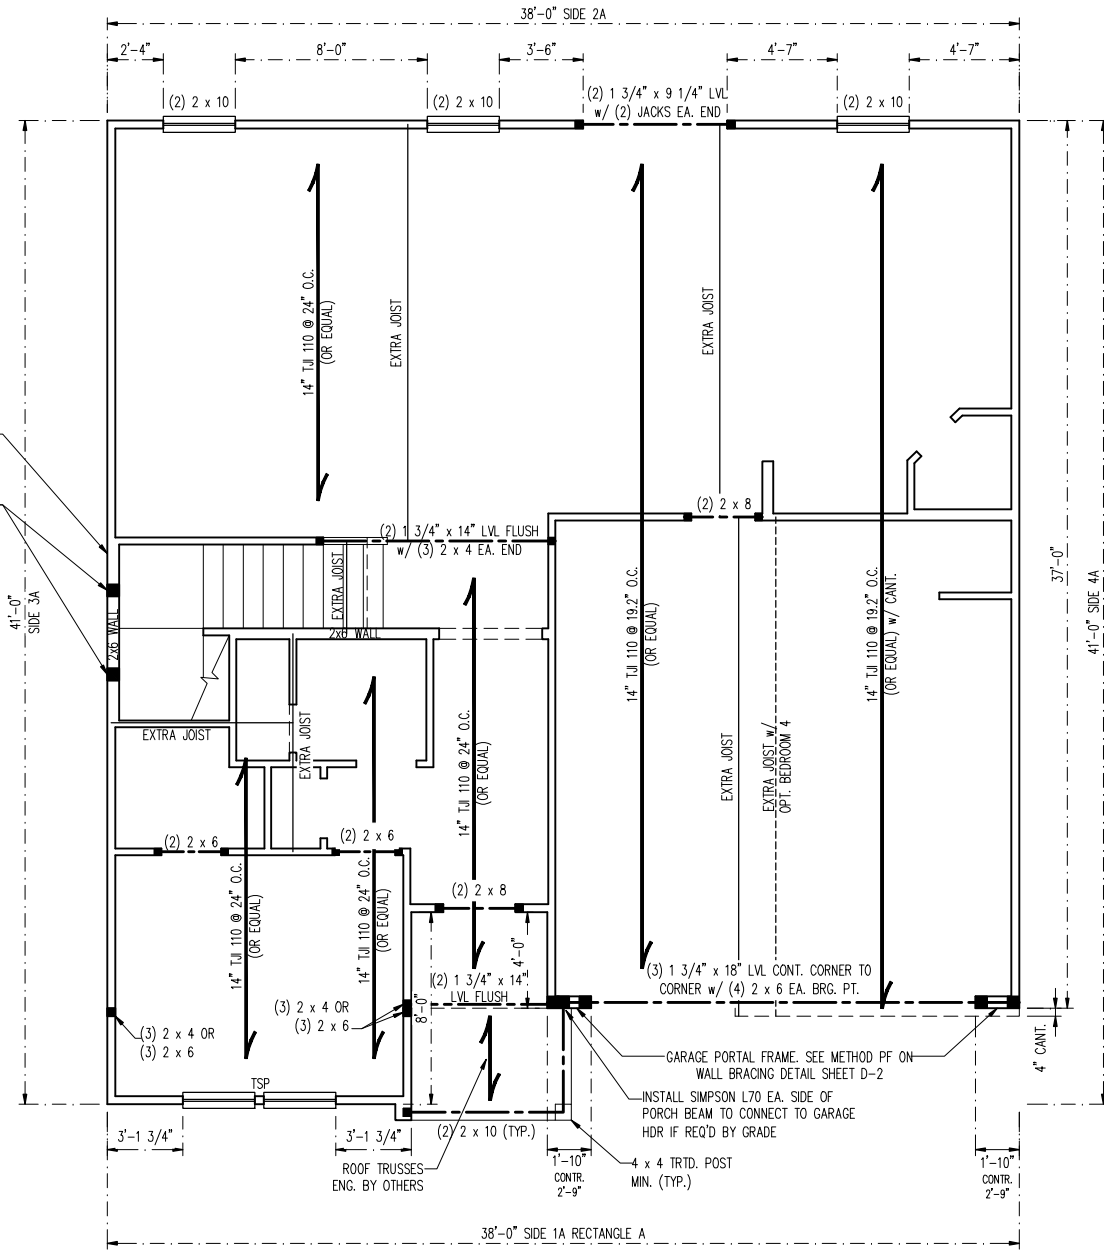 38'-0" SIDE 2A
2'-4"
8'-0"
3'-6"
4'-7"
4'-7"
(2) 2 x 10
(2) 2 x 10
(2) 1 3/4" x 9 1/4" LVL
w/ (2) JACKS EA. END
(2) 2 x 10
14" TJI 110 @ 24" O.C.
(OR EQUAL)
EXTRA JOIST
EXTRA JOIST
(2) 2 x 8
(2) 1 3/4" x 14" LVL FLUSH
w/ (3) 2 x 4 EA. END
EXTRA JOIST
41'-0"
SIDE 3A
2x6 WALL
2x6 WALL
37'-0"
41'-0" SIDE 4A
14" TJI 110 @ 19.2" O.C.
(OR EQUAL)
14" TJI 110 @ 19.2" O.C.
(OR EQUAL) w/ CANT.
EXTRA JOIST
EXTRA JOIST
14" TJI 110 @ 24" O.C.
(OR EQUAL)
EXTRA JOIST
EXTRA JOIST w/
OPT. BEDROOM 4
(2) 2 x 6
(2) 2 x 6
(2) 2 x 8
14" TJI 110 @ 24" O.C.
(OR EQUAL)
14" TJI 110 @ 24" O.C.
(OR EQUAL)
4'-0"
8'-0"
(2) 1 3/4" x 14"
LVL FLUSH
(3) 1 3/4" x 18" LVL CONT. CORNER TO
CORNER w/ (4) 2 x 6 EA. BRG. PT.
(3) 2 x 4 OR
(3) 2 x 6
(3) 2 x 4 OR
(3) 2 x 6
4" CANT.
GARAGE PORTAL FRAME. SEE METHOD PF ON
WALL BRACING DETAIL SHEET D-2
TSP
INSTALL SIMPSON L70 EA. SIDE OF
PORCH BEAM TO CONNECT TO GARAGE
HDR IF REQ'D BY GRADE
3'-1 3/4"
3'-1 3/4"
(2) 2 x 10 (TYP.)
ROOF TRUSSES
ENG. BY OTHERS
1'-10"
CONTR.
2'-9"
4 x 4 TRTD. POST
MIN. (TYP.)
1'-10"
CONTR.
2'-9"
38'-0" SIDE 1A RECTANGLE A